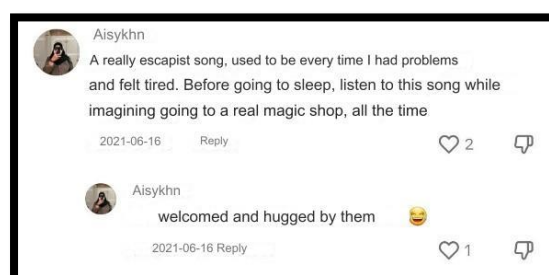 Aisykhn
A really escapist song, used to be every time I had problems
and felt tired. Before going to sleep, listen to this song while
imagining going to a real magic shop, all the time
2021-06-16 Reply 2
Aisykhn
welcomed and hugged by them 😂
2021-06-16 Reply 1